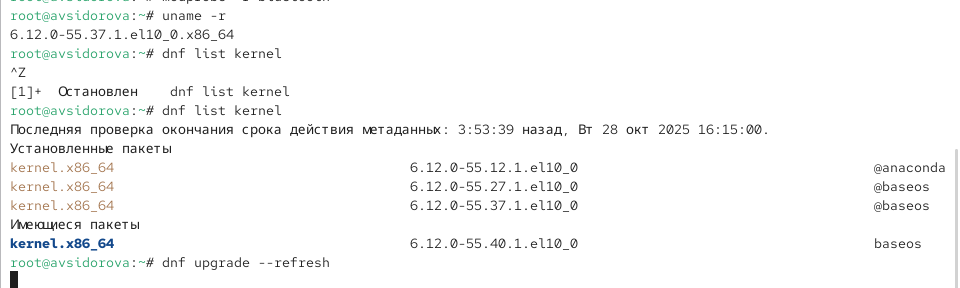 root@avsidorova:~# uname -r
6.12.0-55.37.1.el10_0.x86_64
root@avsidorova:~# dnf list kernel
^Z
[1]+  Остановлен    dnf list kernel
root@avsidorova:~# dnf list kernel
Последняя проверка окончания срока действия метаданных: 3:53:39 назад, Вт 28 окт 2025 16:15:00.
Установленные пакеты
kernel.x86_64 6.12.0-55.12.1.el10_0 @anaconda
kernel.x86_64 6.12.0-55.27.1.el10_0 @baseos
kernel.x86_64 6.12.0-55.37.1.el10_0 @baseos
Имеющиеся пакеты
kernel.x86_64 6.12.0-55.40.1.el10_0 baseos
root@avsidorova:~# dnf upgrade --refresh